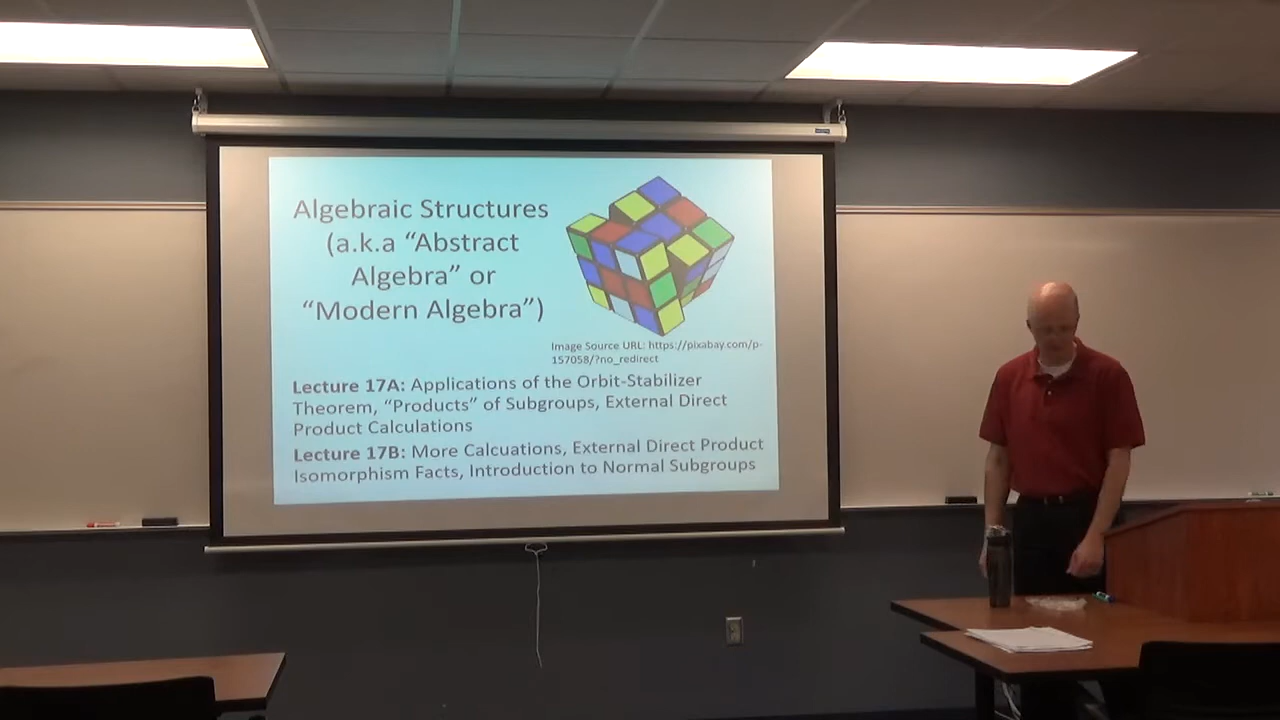 Algebraic Structures
(a.k.a “Abstract
Algebra” or
“Modern Algebra”)
Image Source URL: https://pixabay.com/p-
157058/?no_redirect
Lecture 17A: Applications of the Orbit-Stabilizer
Theorem, “Products” of Subgroups, External Direct
Product Calculations
Lecture 17B: More Calcuations, External Direct Product
Isomorphism Facts, Introduction to Normal Subgroups